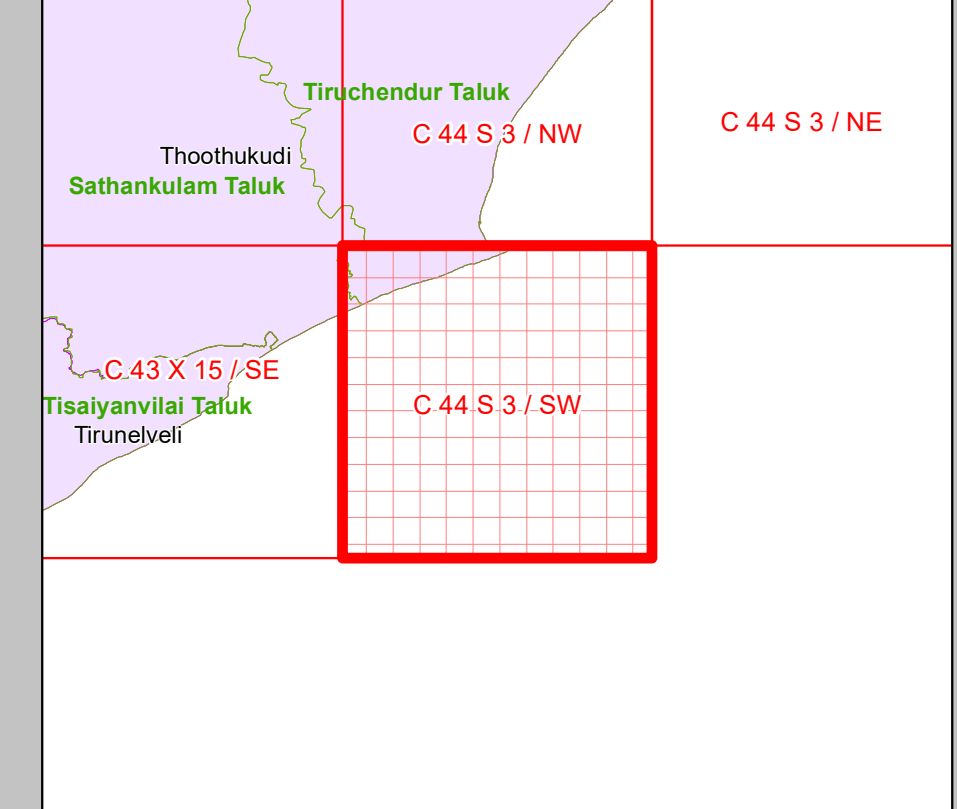 Tiruchendur Taluk
C 44 S 3 / NW
C 44 S 3 / NE
Thoothukudi
Sathankulam Taluk
C 43 X 15 / SE
Tisaiyanvilai Taluk
Tirunelveli
C 44 S 3 / SW